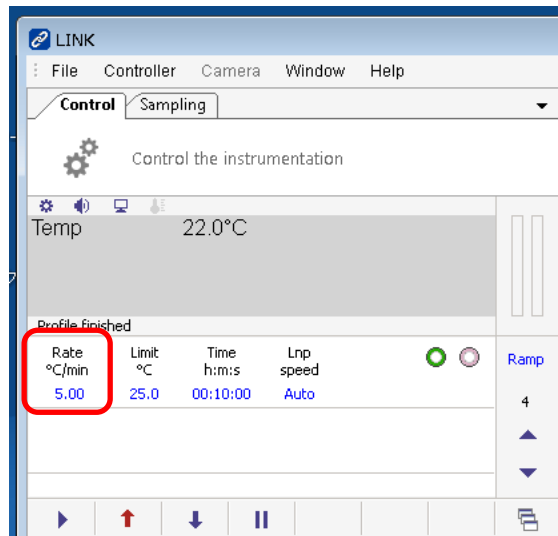 LINK
File Controller Camera Window Help
Control Sampling
Control the instrumentation
Temp 22.0°C
Profile finished
Rate Limit Time Lnp
°C/min °C h:m:s speed
Ramp
5.00 25.0 00:10:00 Auto
4